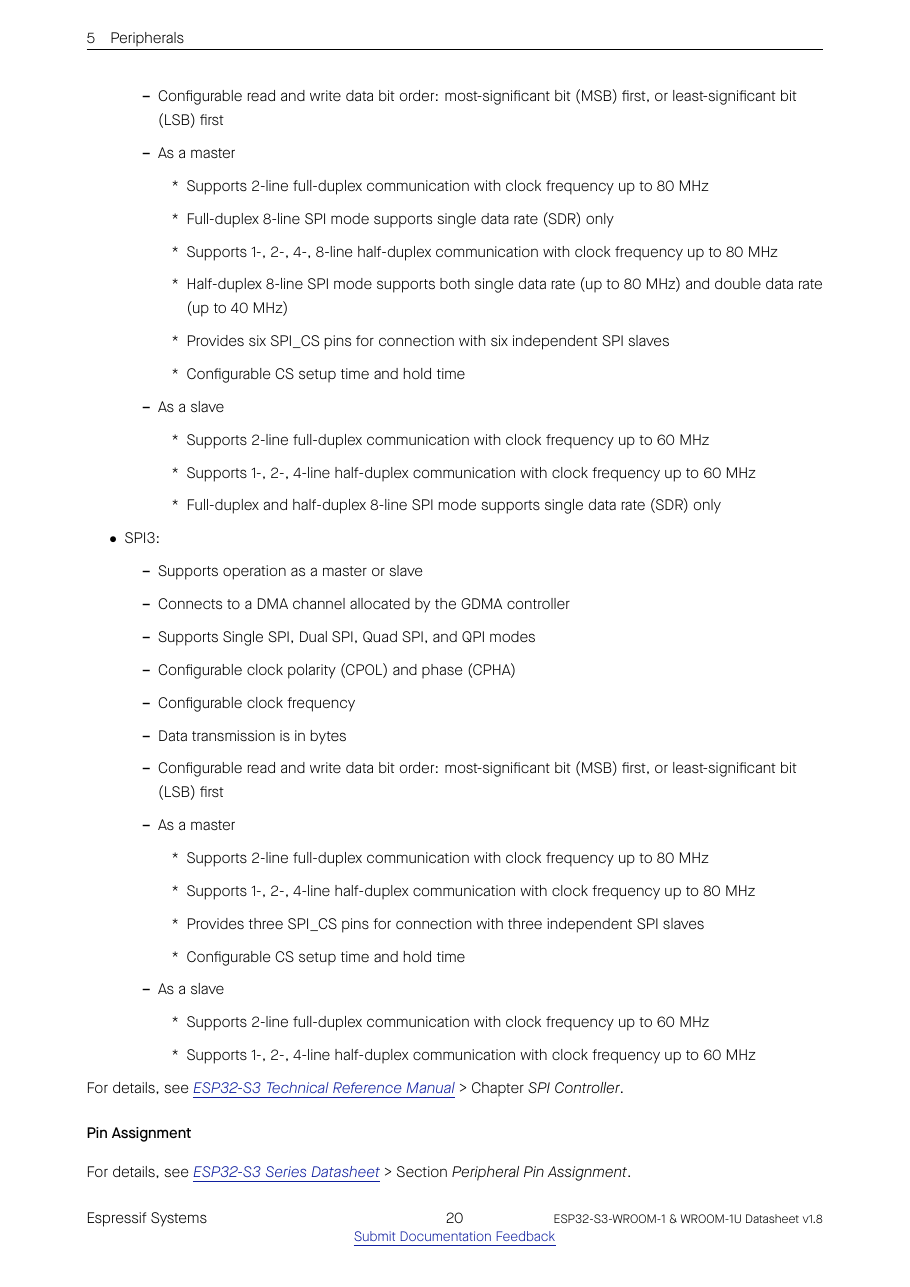 5 Peripherals
– Configurable read and write data bit order: most-significant bit (MSB) first, or least-significant bit
(LSB) first
– As a master
* Supports 2-line full-duplex communication with clock frequency up to 80 MHz
* Full-duplex 8-line SPI mode supports single data rate (SDR) only
* Supports 1-, 2-, 4-, 8-line half-duplex communication with clock frequency up to 80 MHz
* Half-duplex 8-line SPI mode supports both single data rate (up to 80 MHz) and double data rate
(up to 40 MHz)
* Provides six SPI_CS pins for connection with six independent SPI slaves
* Configurable CS setup time and hold time
– As a slave
* Supports 2-line full-duplex communication with clock frequency up to 60 MHz
* Supports 1-, 2-, 4-line half-duplex communication with clock frequency up to 60 MHz
* Full-duplex and half-duplex 8-line SPI mode supports single data rate (SDR) only
• SPI3:
– Supports operation as a master or slave
– Connects to a DMA channel allocated by the GDMA controller
– Supports Single SPI, Dual SPI, Quad SPI, and QPI modes
– Configurable clock polarity (CPOL) and phase (CPHA)
– Configurable clock frequency
– Data transmission is in bytes
– Configurable read and write data bit order: most-significant bit (MSB) first, or least-significant bit
(LSB) first
– As a master
* Supports 2-line full-duplex communication with clock frequency up to 80 MHz
* Supports 1-, 2-, 4-line half-duplex communication with clock frequency up to 80 MHz
* Provides three SPI_CS pins for connection with three independent SPI slaves
* Configurable CS setup time and hold time
– As a slave
* Supports 2-line full-duplex communication with clock frequency up to 60 MHz
* Supports 1-, 2-, 4-line half-duplex communication with clock frequency up to 60 MHz
For details, see ESP32-S3 Technical Reference Manual > Chapter SPI Controller.
Pin Assignment
For details, see ESP32-S3 Series Datasheet > Section Peripheral Pin Assignment.
Espressif Systems 20 ESP32-S3-WROOM-1 & WROOM-1U Datasheet v1.8
Submit Documentation Feedback